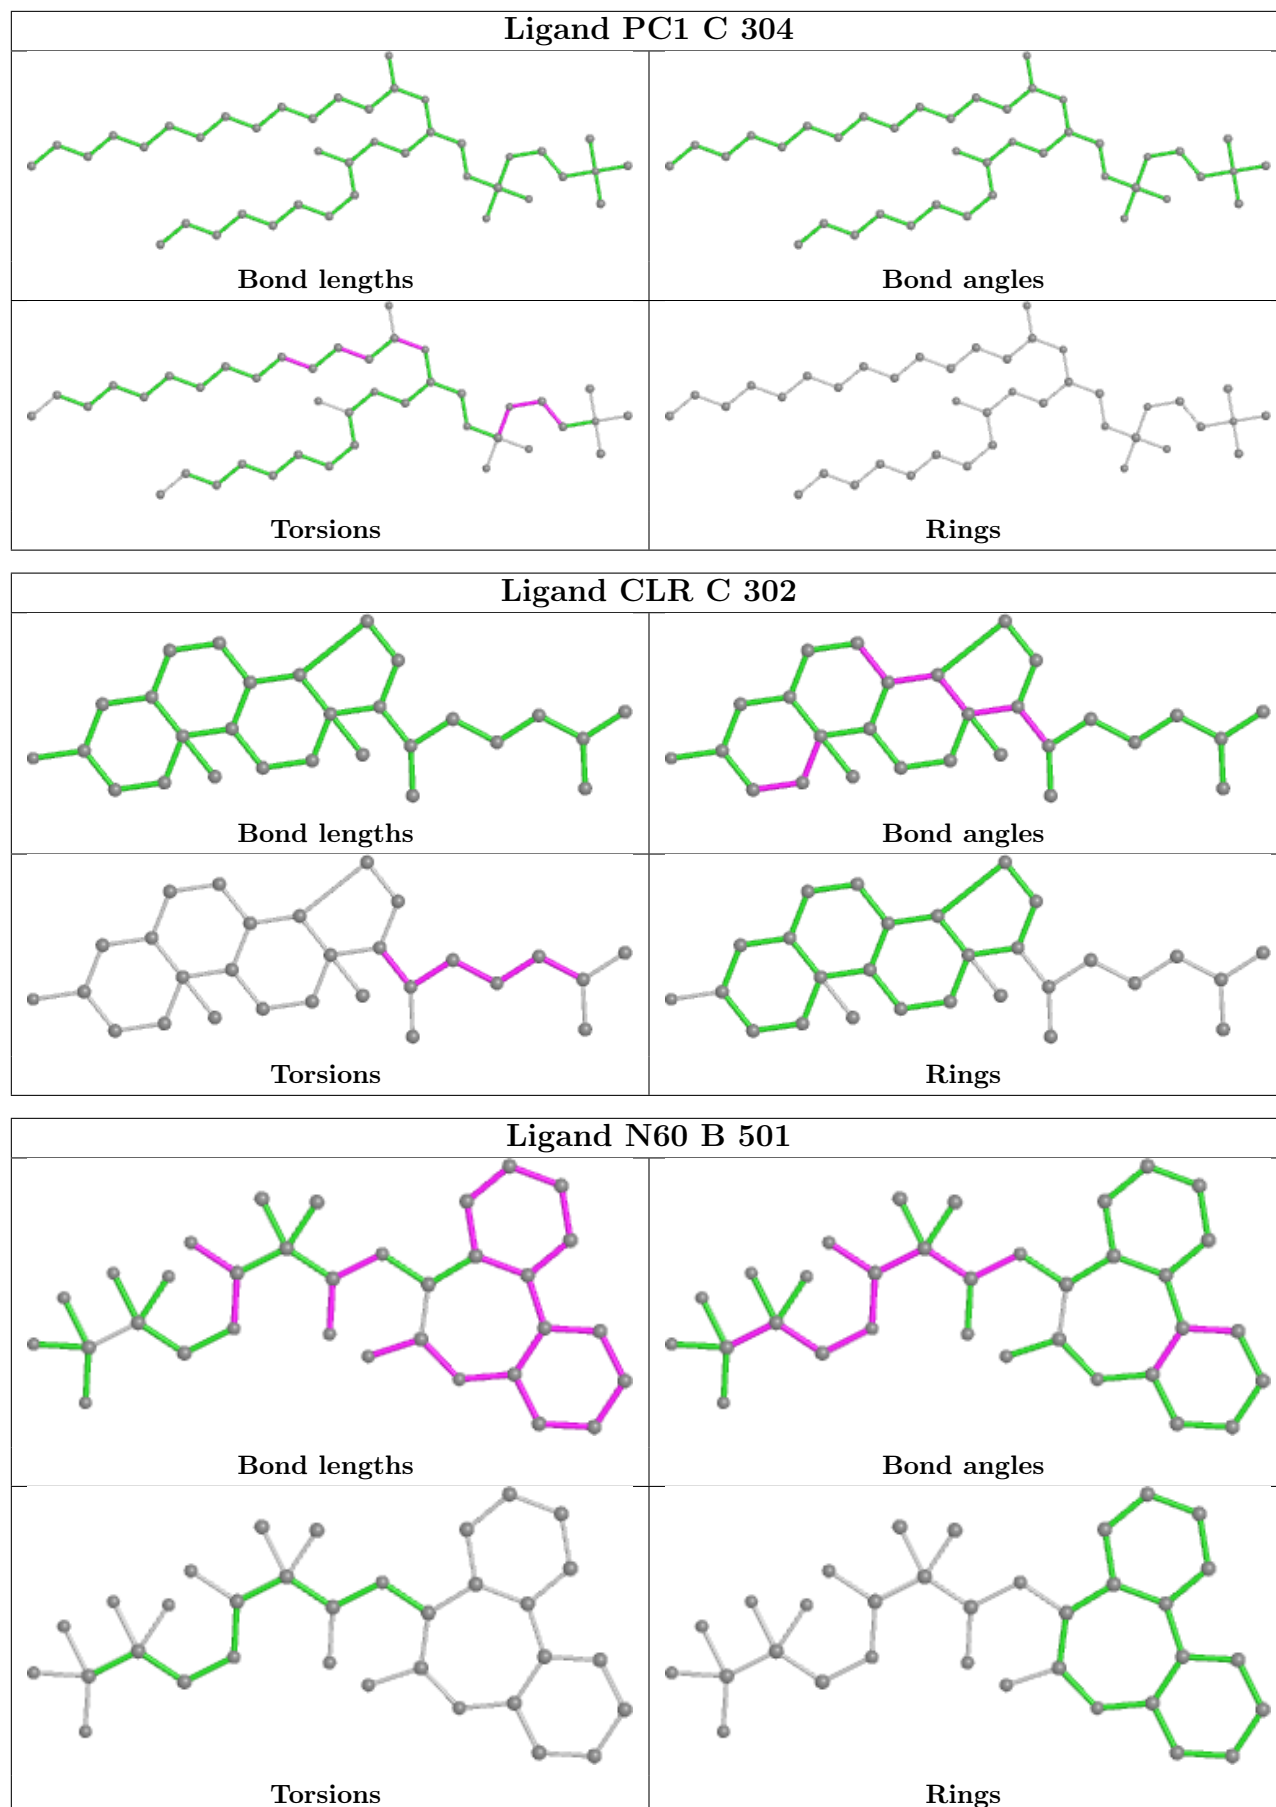 Ligand PC1 C 304
Bond lengths
Bond angles
Torsions
Rings
Ligand CLR C 302
Bond lengths
Bond angles
Torsions
Rings
Ligand N60 B 501
Bond lengths
Bond angles
Torsions
Rings